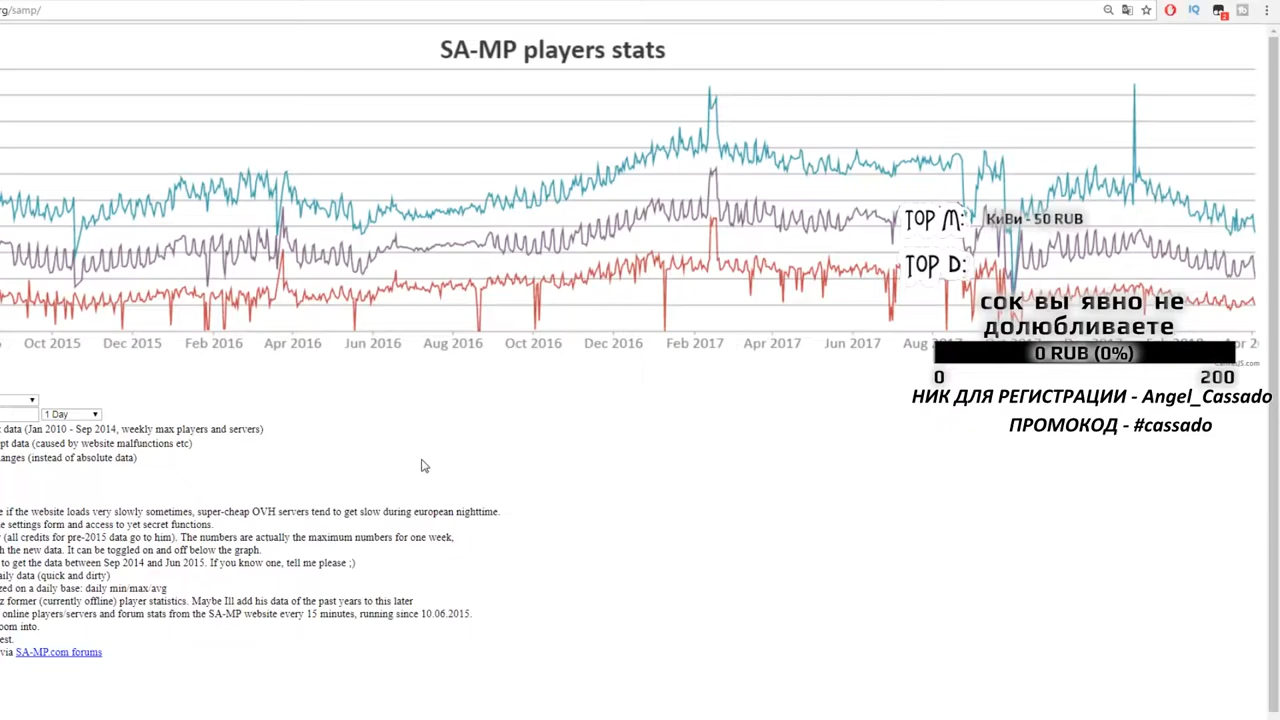 rg/samp/
SA-MP players stats
TOP M:
КиВи - 50 RUB
TOP D:
сок вы явно не
долюбливаете
0 RUB (0%)
0
200
Oct 2015 Dec 2015 Feb 2016 Apr 2016 Jun 2016 Aug 2016 Oct 2016 Dec 2016 Feb 2017 Apr 2017 Jun 2017 Aug 2017
НИК ДЛЯ РЕГИСТРАЦИИ - Angel_Cassado
ПРОМОКОД - #cassado
1 Day
t data (Jan 2010 - Sep 2014, weekly max players and servers)
pt data (caused by website malfunctions etc)
anges (instead of absolute data)
e if the website loads very slowly sometimes, super-cheap OVH servers tend to get slow during european nighttime.
e settings form and access to yet secret functions.
(all credits for pre-2015 data go to him). The numbers are actually the maximum numbers for one week,
h the new data. It can be toggled on and off below the graph.
to get the data between Sep 2014 and Jun 2015. If you know one, tell me please ;)
aily data (quick and dirty)
zed on a daily base: daily min/max/avg
z former (currently offline) player statistics. Maybe Ill add his data of the past years to this later
online players/servers and forum stats from the SA-MP website every 15 minutes, running since 10.06.2015.
oom into.
est.
via SA-MP.com forums